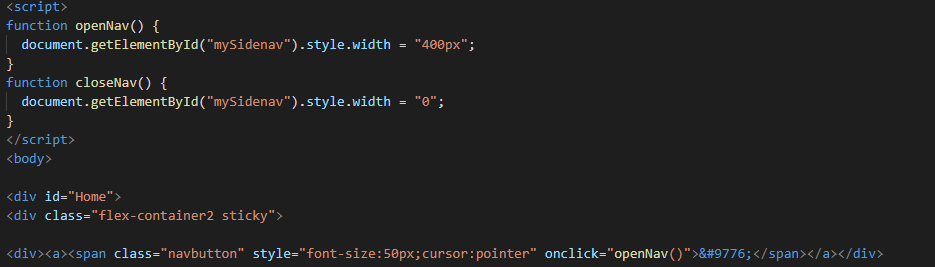 <script>
function openNav() {
  document.getElementById("mySidenav").style.width = "400px";
}
function closeNav() {
  document.getElementById("mySidenav").style.width = "0";
}
</script>
<body>

<div id="Home">
<div class="flex-container2 sticky">

<div><a><span class="navbutton" style="font-size:50px;cursor:pointer" onclick="openNav()">&#9776;</span></a></div>